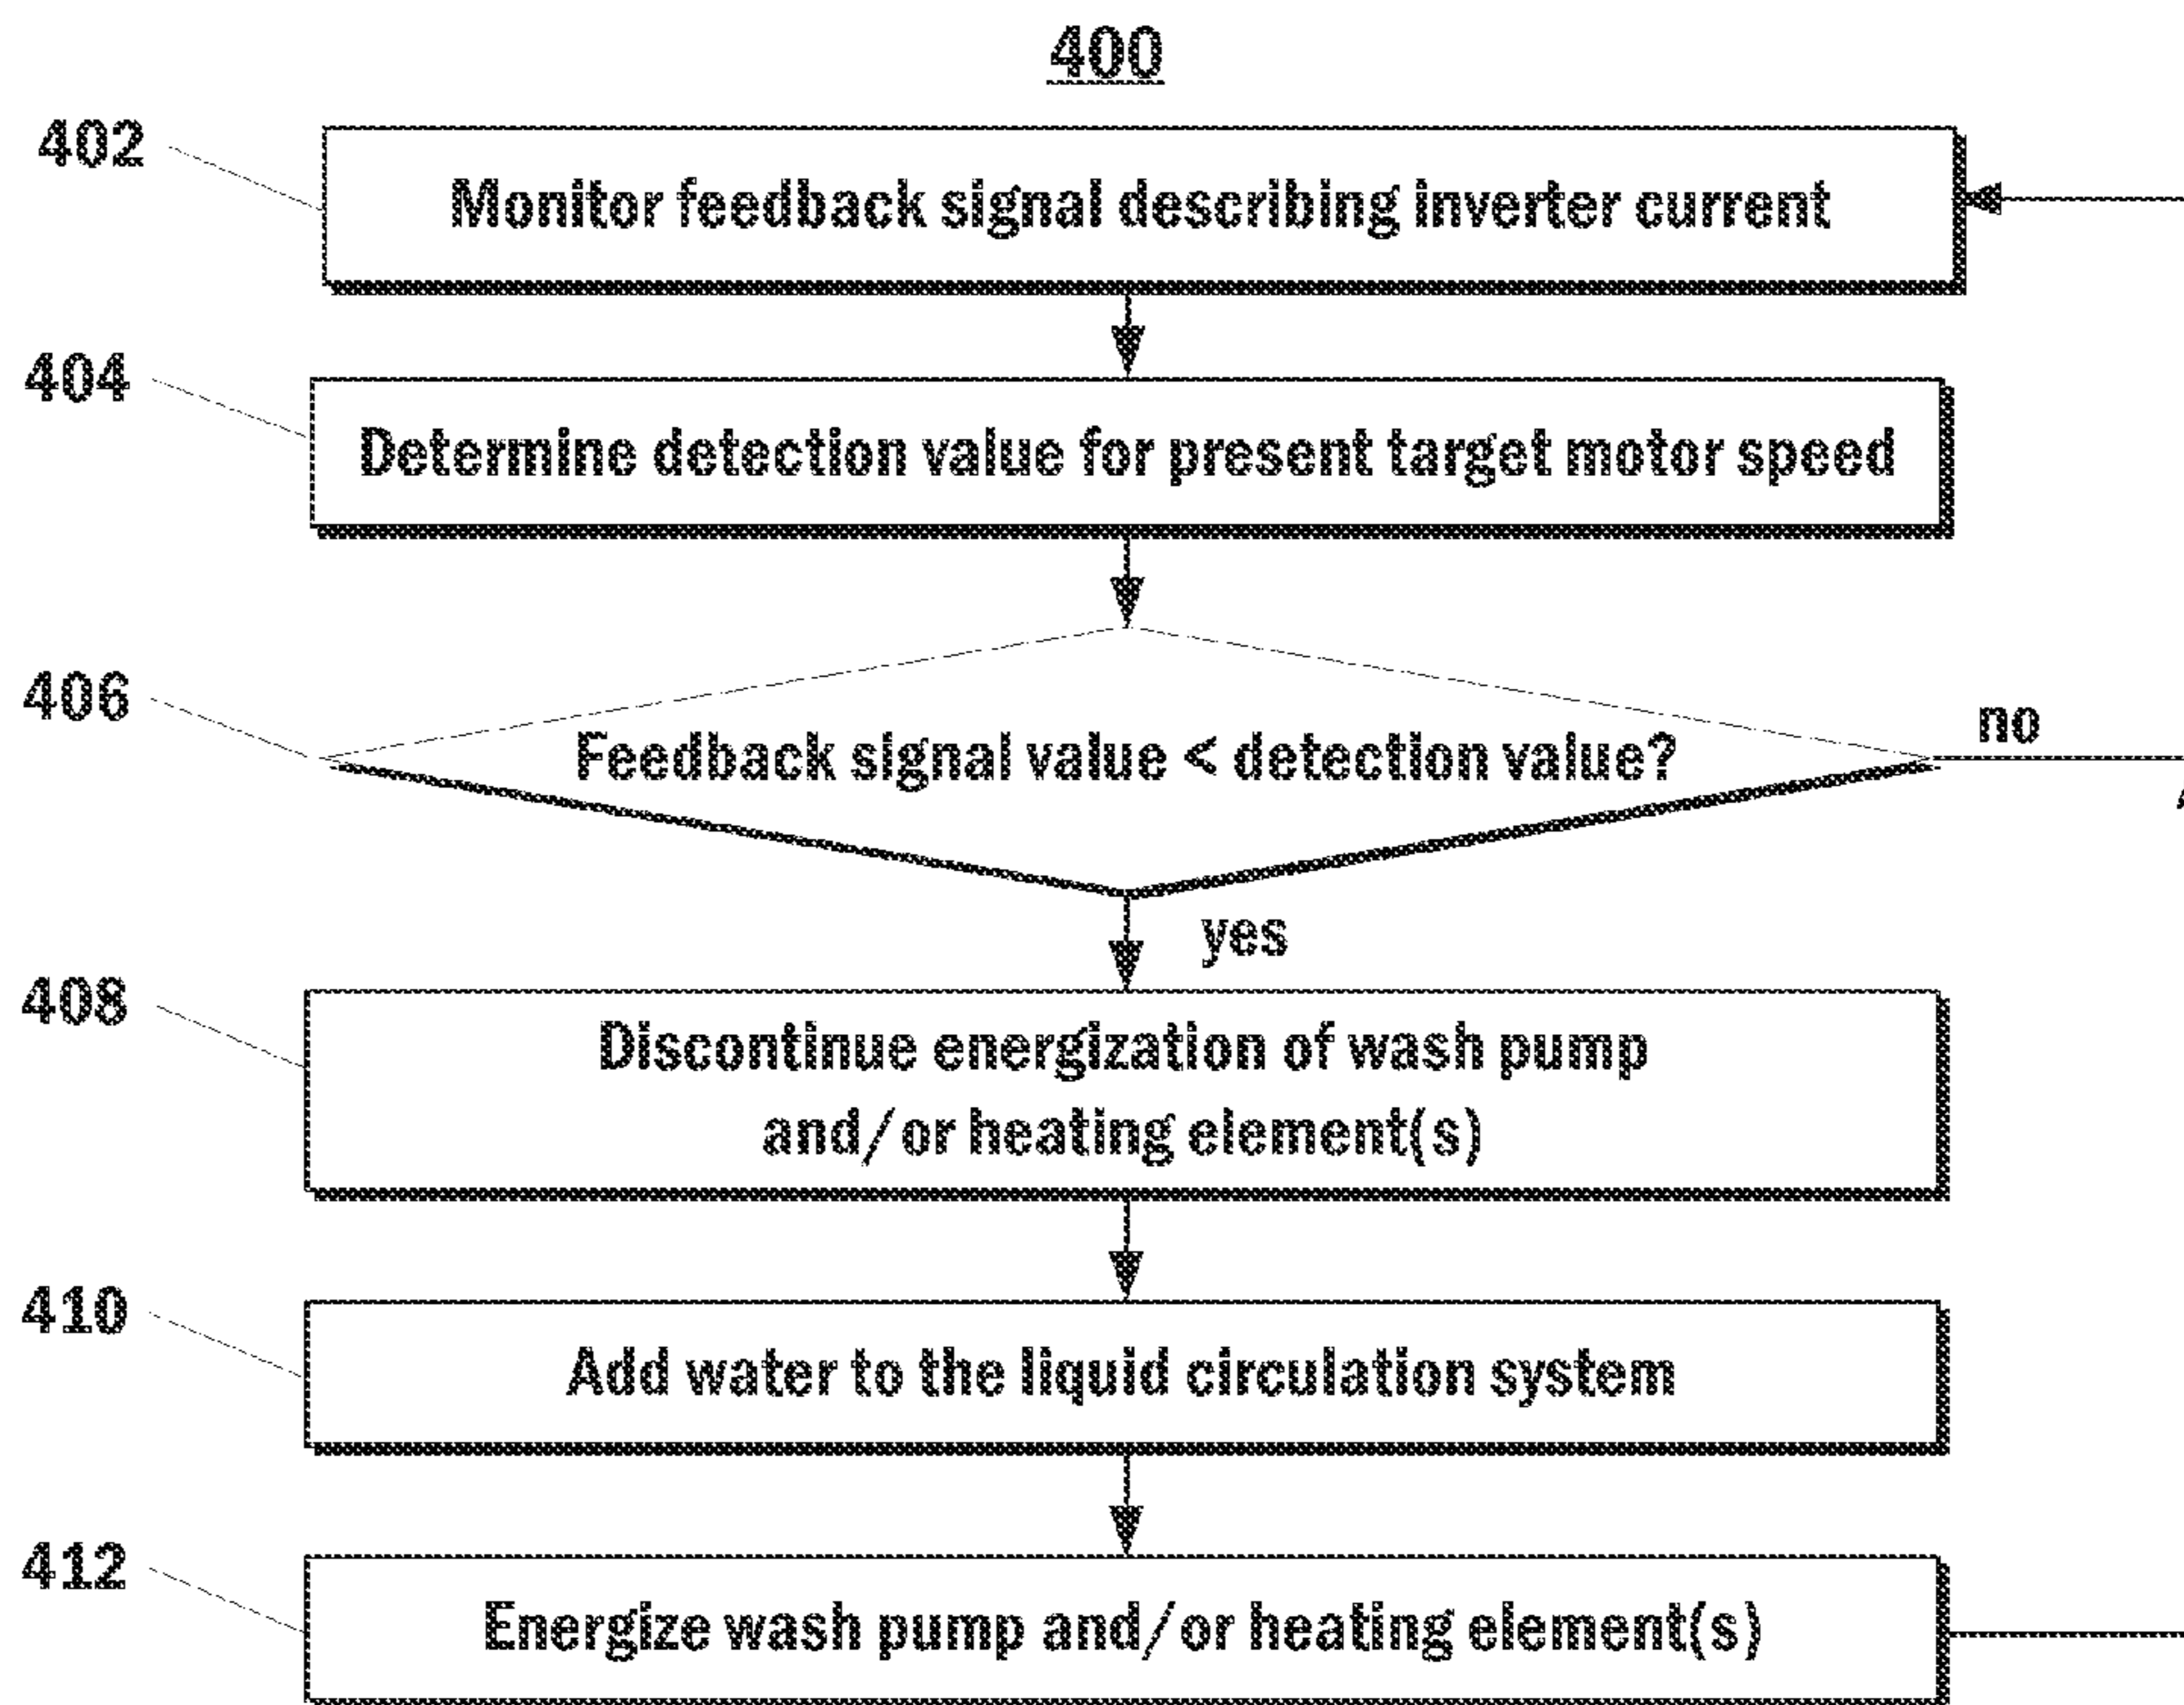 400
402
Monitor feedback signal describing inverter current
404
Determine detection value for present target motor speed
406
Feedback signal value < detection value?
no
yes
408
Discontinue energization of wash pump
and/or heating element(s)
410
Add water to the liquid circulation system
412
Energize wash pump and/or heating element(s)